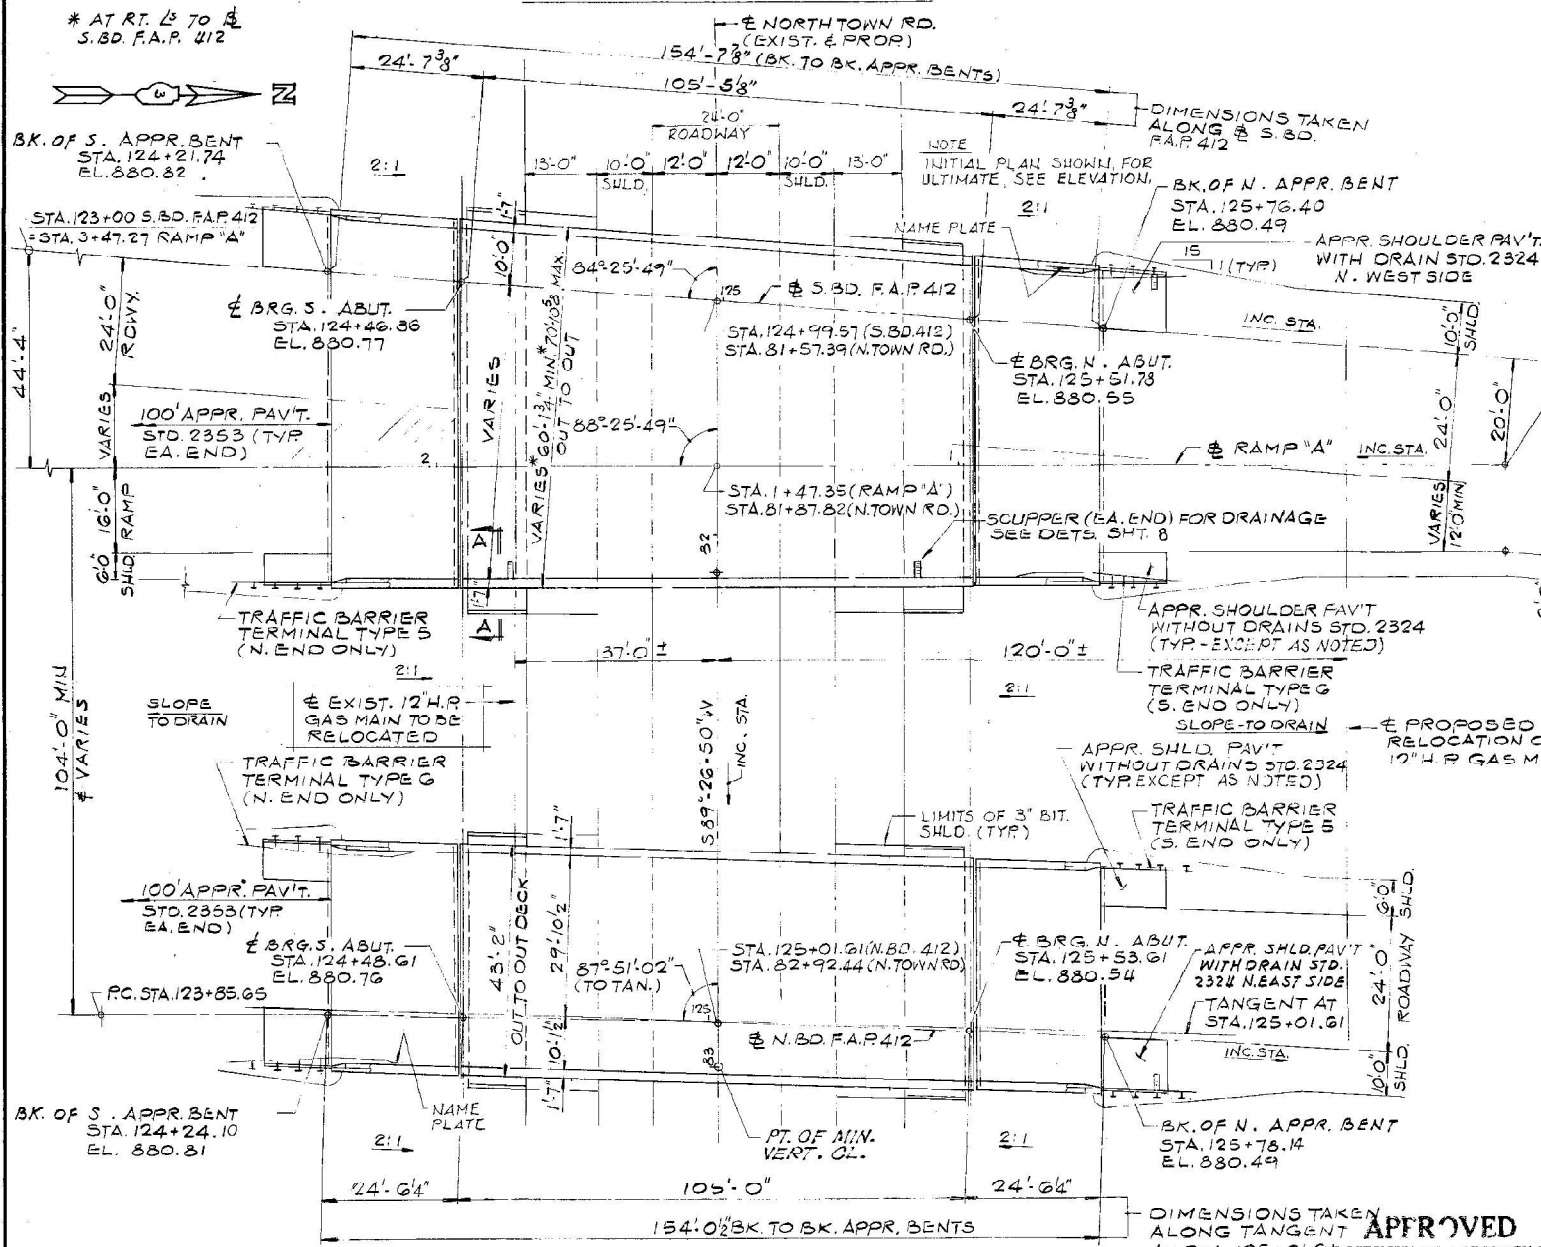 * AT RT. ∠s TO ℄
S.BD. F.A.P. 412
N
℄ NORTH TOWN RD.
(EXIST. & PROP.)
154'-7⅞" (BK. TO BK. APPR. BENTS)
24'-7⅜"
105'-5⅛"
24'-7⅜"
DIMENSIONS TAKEN
ALONG ℄ S.BD.
F.A.P. 412
24'-0"
ROADWAY
13'-0"
10'-0"
SHLD.
12'-0"
12'-0"
10'-0"
SHLD.
13'-0"
NOTE
INITIAL PLAN SHOWN, FOR
ULTIMATE, SEE ELEVATION.
BK. OF S. APPR. BENT
STA. 124+21.74
EL. 880.82
2:1
2:1
BK. OF N. APPR. BENT
STA. 125+76.40
EL. 880.49
STA. 123+00 S.BD. F.A.P. 412
= STA. 3+47.27 RAMP "A"
NAME PLATE
APPR. SHOULDER PAV'T.
WITH DRAIN STD. 2324
N. WEST SIDE
15
1 (TYP.)
1'-7"
10'-0"
84°-25'-49"
125
℄ S.BD. F.A.P. 412
INC. STA.
10'-0"
SHLD.
℄ BRG. S. ABUT.
STA. 124+46.86
EL. 880.77
STA. 124+99.57 (S.BD. 412)
STA. 81+57.39 (N. TOWN RD.)
℄ BRG. N. ABUT.
STA. 125+51.78
EL. 880.55
44'-4"
24'-0"
RDWY.
VARIES
16'-0"
RAMP
6'-0"
SHLD.
VARIES
VARIES * 60'-1¾" MIN * 70'-10⅜" MAX.
OUT TO OUT
100' APPR. PAV'T.
STD. 2353 (TYP.
EA. END)
2
88°-25'-49"
℄ RAMP "A"
INC. STA.
24'-0"
20'-0"
VARIES
12'-0" MIN
STA. 1+47.35 (RAMP "A")
STA. 81+87.82 (N. TOWN RD.)
SCUPPER (EA. END) FOR DRAINAGE
SEE DETS. SHT. 8
A
82
1'-7"
A
TRAFFIC BARRIER
TERMINAL TYPE 5
(N. END ONLY)
APPR. SHOULDER PAV'T
WITHOUT DRAINS STD. 2324
(TYP. - EXCEPT AS NOTED)
37'-0" ±
120'-0" ±
TRAFFIC BARRIER
TERMINAL TYPE 6
(S. END ONLY)
2:1
2:1
104'-0" MIN
& VARIES
SLOPE
TO DRAIN
℄ EXIST. 12" H.P.
GAS MAIN TO BE
RELOCATED
S 89°-26'-50" W
INC. STA.
SLOPE-TO DRAIN
℄ PROPOSED
RELOCATION
12" H.P. GAS
TRAFFIC BARRIER
TERMINAL TYPE 6
(N. END ONLY)
APPR. SHLD. PAV'T
WITHOUT DRAINS STD. 2324
(TYP. EXCEPT AS NOTED)
LIMITS OF 3" BIT.
SHLD. (TYP.)
TRAFFIC BARRIER
TERMINAL TYPE 5
(S. END ONLY)
1'-7"
100' APPR. PAV'T.
STD. 2353 (TYP.
EA. END)
43'-2"
OUT TO OUT DECK
29'-10½"
10'-1½"
1'-7"
6'-0"
SHLD.
24'-0"
ROADWAY
10'-0"
SHLD.
℄ BRG. S. ABUT.
STA. 124+48.61
EL. 880.76
87°-51'-02"
(TO TAN.)
STA. 125+01.61 (N.BD. 412)
STA. 82+92.44 (N. TOWN RD)
℄ BRG. N. ABUT.
STA. 125+53.61
EL. 880.54
APPR. SHLD. PAV'T
WITH DRAIN STD.
2324 N. EAST SIDE
P.C. STA. 123+85.65
TANGENT AT
STA. 125+01.61
125
℄ N.BD. F.A.P. 412
INC. STA.
83
BK. OF S. APPR. BENT
STA. 124+24.10
EL. 880.81
NAME
PLATE
2:1
PT. OF MIN.
VERT. CL.
2:1
BK. OF N. APPR. BENT
STA. 125+78.14
EL. 880.49
24'-6¼"
105'-0"
24'-6¼"
154'-0½" BK. TO BK. APPR. BENTS
DIMENSIONS TAKEN
ALONG TANGENT
APPROVED